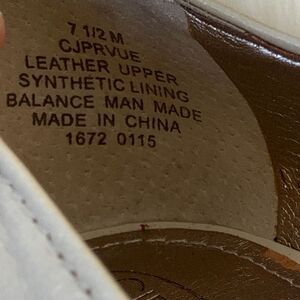 7 1/2 M
CJPRVUE
LEATHER UPPER
SYNTHETIC LINING
BALANCE MAN MADE
MADE IN CHINA
1672 0115